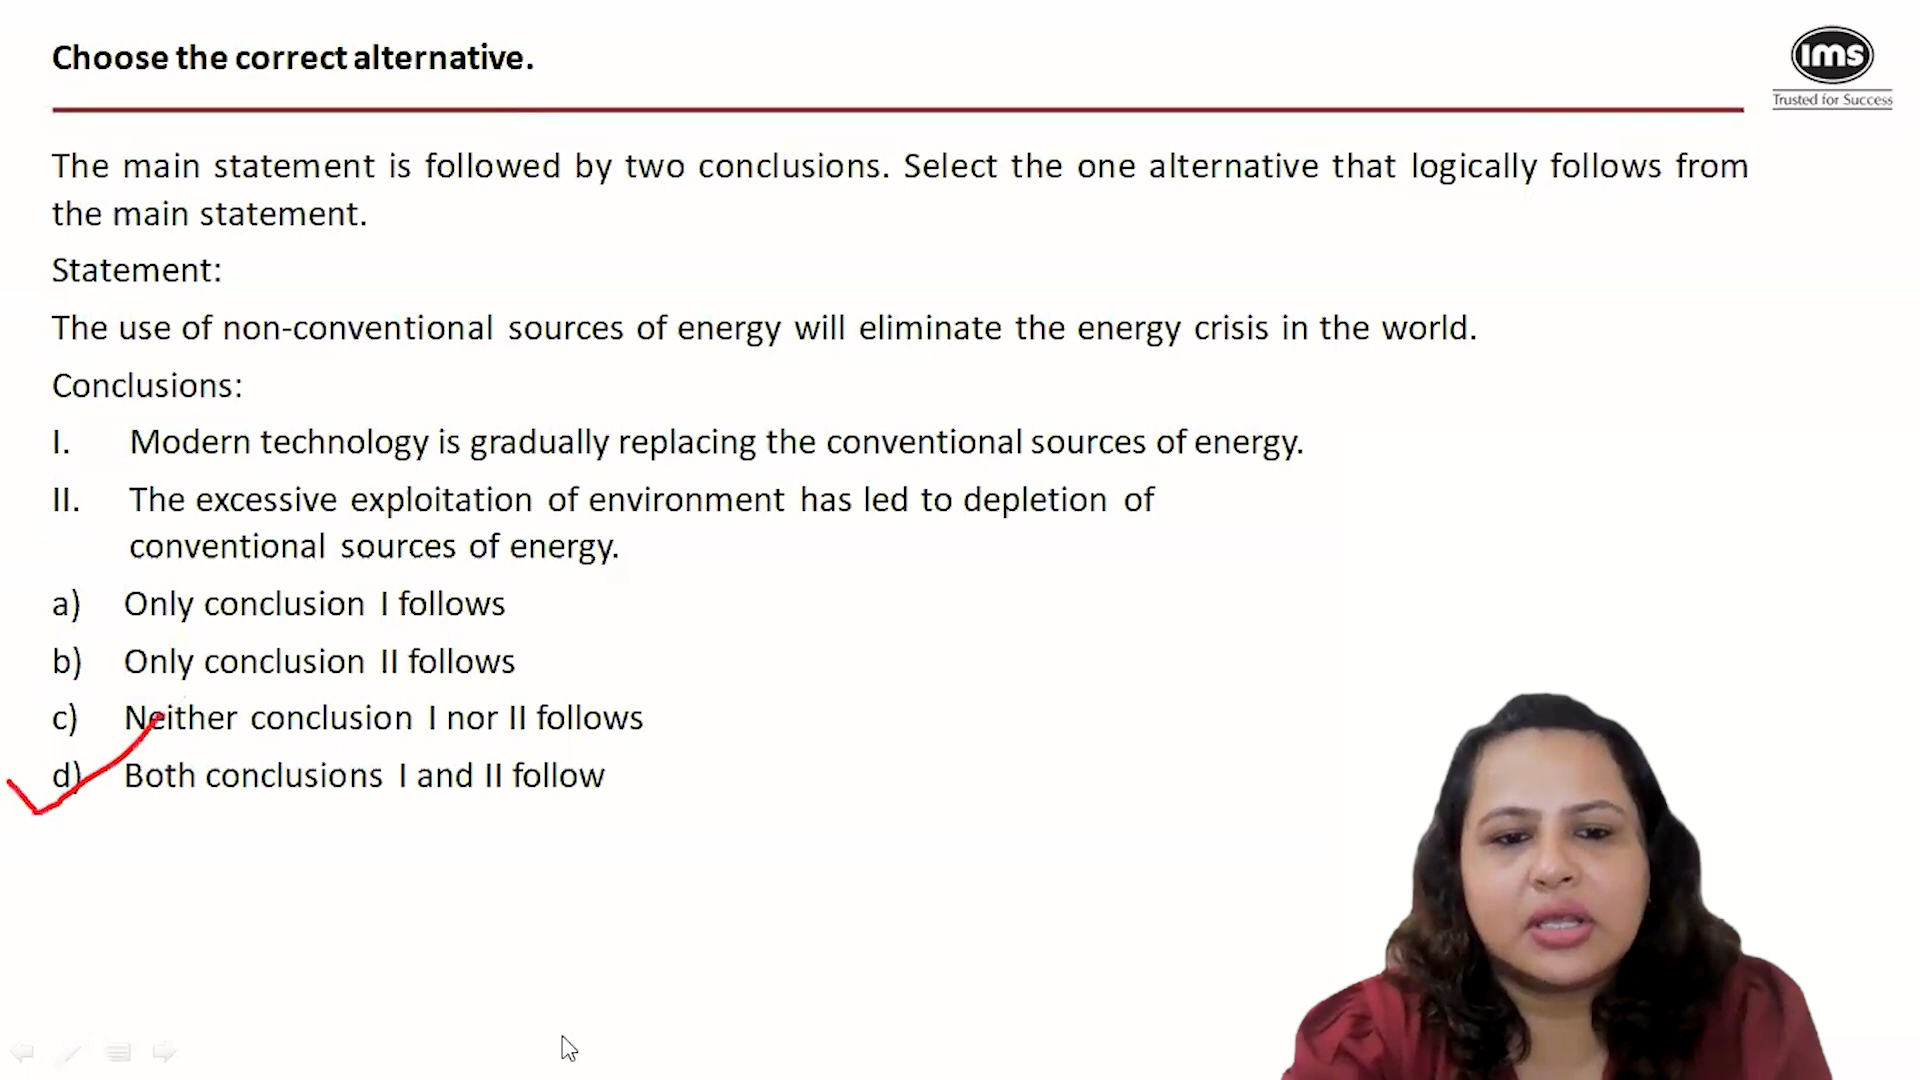 Choose the correct alternative.
ims
Trusted for Success
The main statement is followed by two conclusions. Select the one alternative that logically follows from
the main statement.
Statement:
The use of non-conventional sources of energy will eliminate the energy crisis in the world.
Conclusions:
I. Modern technology is gradually replacing the conventional sources of energy.
II. The excessive exploitation of environment has led to depletion of
conventional sources of energy.
a) Only conclusion I follows
b) Only conclusion II follows
c) Neither conclusion I nor II follows
d) Both conclusions I and II follow